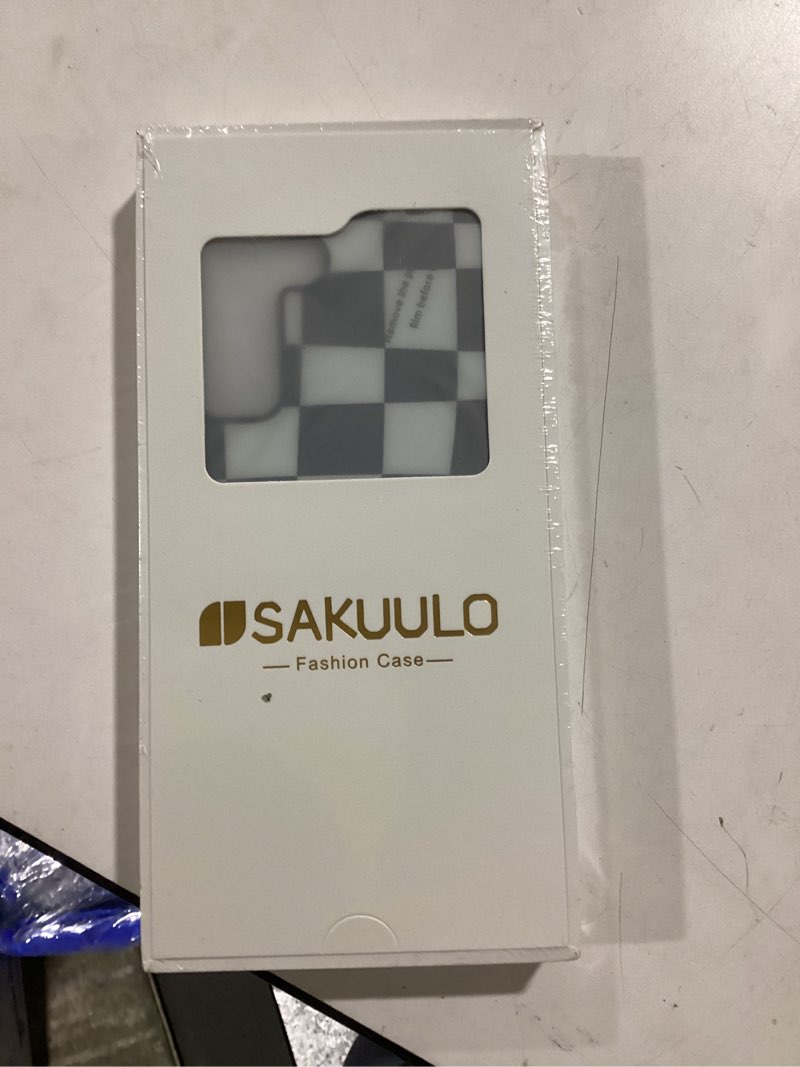 Remove the p
film before
SAKUULO
Fashion Case